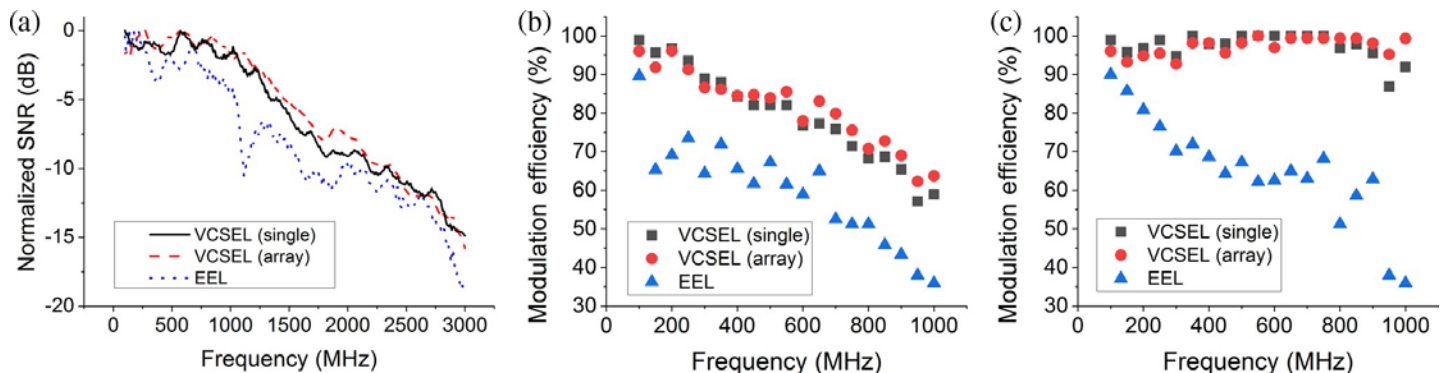 (a)
Normalized SNR (dB)
0
-5
-10
-15
-20
VCSEL (single)
VCSEL (array)
EEL
0 500 1000 1500 2000 2500 3000
Frequency (MHz)
(b)
Modulation efficiency (%)
100
90
80
70
60
50
40
30
VCSEL (single)
VCSEL (array)
EEL
0 200 400 600 800 1000
Frequency (MHz)
(c)
Modulation efficiency (%)
100
90
80
70
60
50
40
30
VCSEL (single)
VCSEL (array)
EEL
0 200 400 600 800 1000
Frequency (MHz)